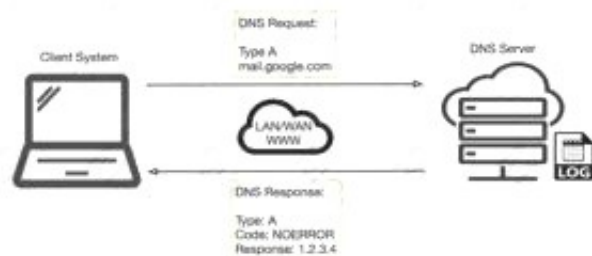 DNS Request:
Type A
mail.google.com
Client System
DNS Server
LAN/WAN
WWW
LOG
DNS Response:
Type: A
Code: NOERROR
Response: 1.2.3.4